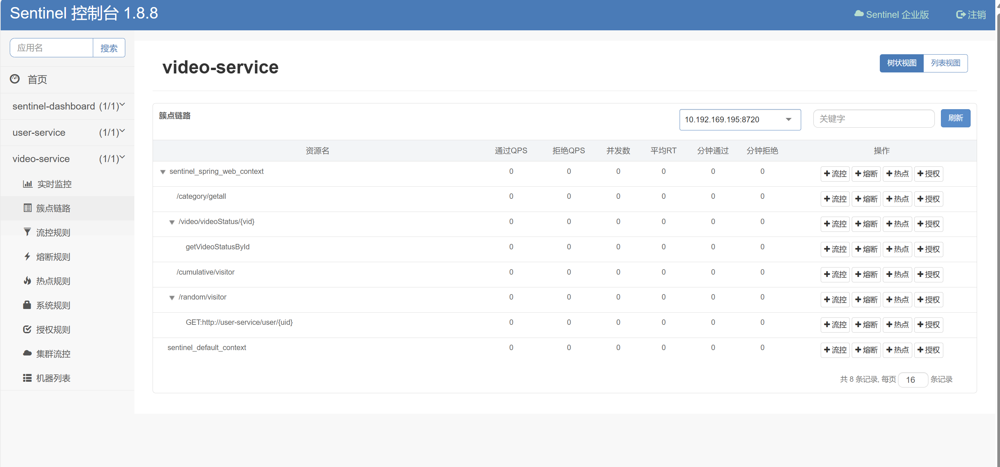 Sentinel 控制台 1.8.8
Sentinel 企业版
注销
应用名
搜索
首页
sentinel-dashboard (1/1)
user-service (1/1)
video-service (1/1)
实时监控
簇点链路
流控规则
熔断规则
热点规则
系统规则
授权规则
集群流控
机器列表
video-service
树状视图 列表视图
簇点链路
10.192.169.195:8720
关键字
刷新
资源名 通过QPS 拒绝QPS 并发数 平均RT 分钟通过 分钟拒绝 操作
sentinel_spring_web_context 0 0 0 0 0 0 流控 熔断 热点 授权
/category/getall 0 0 0 0 0 0 流控 熔断 热点 授权
/video/videoStatus/{vid} 0 0 0 0 0 0 流控 熔断 热点 授权
getVideoStatusById 0 0 0 0 0 0 流控 熔断 热点 授权
/cumulative/visitor 0 0 0 0 0 0 流控 熔断 热点 授权
/random/visitor 0 0 0 0 0 0 流控 熔断 热点 授权
GET:http://user-service/user/{uid} 0 0 0 0 0 0 流控 熔断 热点 授权
sentinel_default_context 0 0 0 0 0 0 流控 熔断 热点 授权
共 8 条记录, 每页 16 条记录